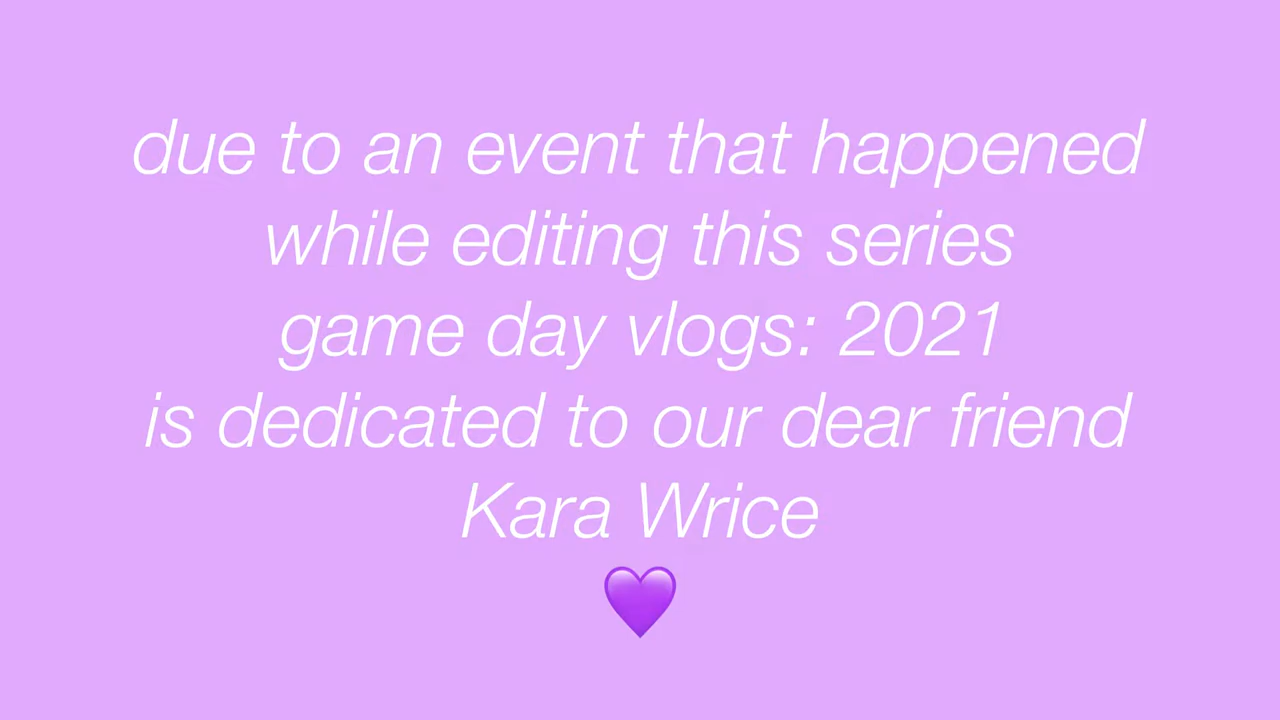 due to an event that happened
while editing this series
game day vlogs: 2021
is dedicated to our dear friend
Kara Wrice
💜